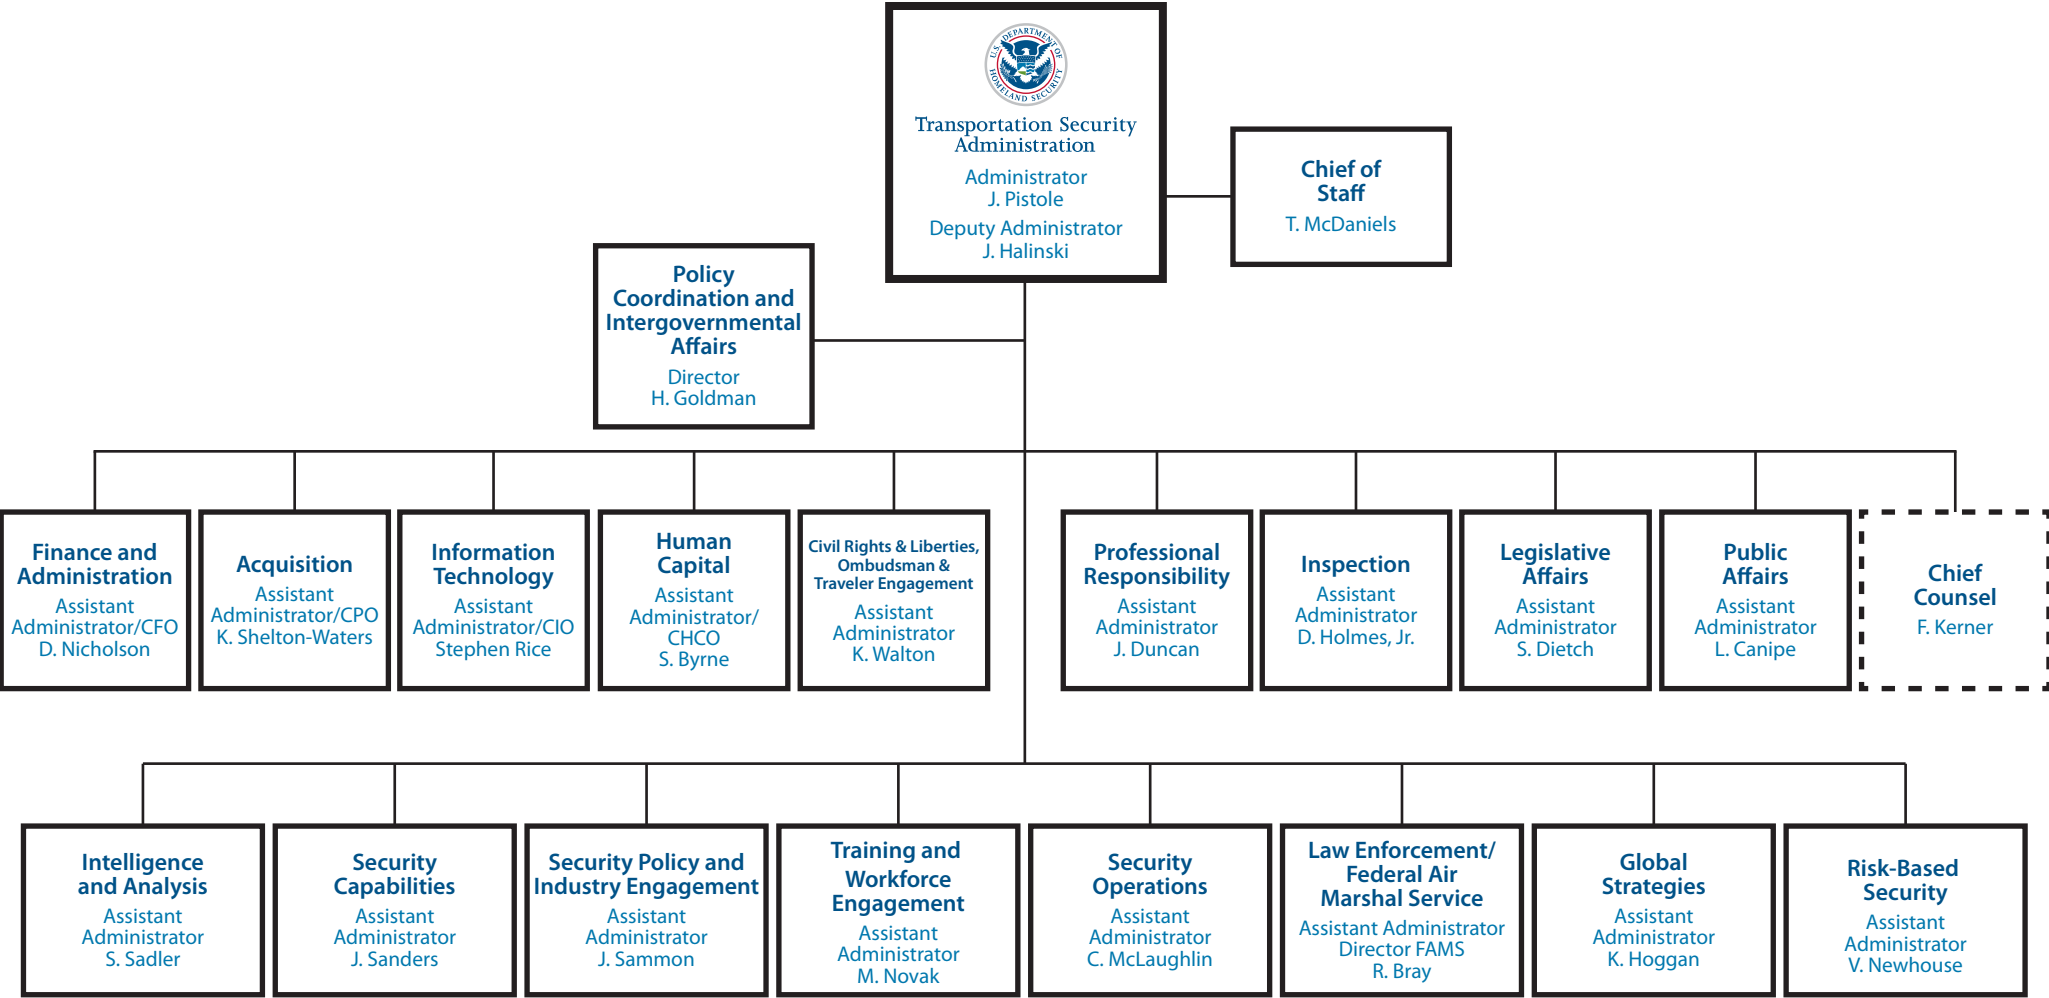 U.S. DEPARTMENT OF
HOMELAND SECURITY
Transportation Security
Administration
Administrator
J. Pistole
Deputy Administrator
J. Halinski
Chief of
Staff
T. McDaniels
Policy
Coordination and
Intergovernmental
Affairs
Director
H. Goldman
Finance and
Administration
Assistant
Administrator/CFO
D. Nicholson
Acquisition
Assistant
Administrator/CPO
K. Shelton-Waters
Information
Technology
Assistant
Administrator/CIO
Stephen Rice
Human
Capital
Assistant
Administrator/
CHCO
S. Byrne
Civil Rights & Liberties,
Ombudsman &
Traveler Engagement
Assistant
Administrator
K. Walton
Professional
Responsibility
Assistant
Administrator
J. Duncan
Inspection
Assistant
Administrator
D. Holmes, Jr.
Legislative
Affairs
Assistant
Administrator
S. Dietch
Public
Affairs
Assistant
Administrator
L. Canipe
Chief
Counsel
F. Kerner
Intelligence
and Analysis
Assistant
Administrator
S. Sadler
Security
Capabilities
Assistant
Administrator
J. Sanders
Security Policy and
Industry Engagement
Assistant
Administrator
J. Sammon
Training and
Workforce
Engagement
Assistant
Administrator
M. Novak
Security
Operations
Assistant
Administrator
C. McLaughlin
Law Enforcement/
Federal Air
Marshal Service
Assistant Administrator
Director FAMS
R. Bray
Global
Strategies
Assistant
Administrator
K. Hoggan
Risk-Based
Security
Assistant
Administrator
V. Newhouse